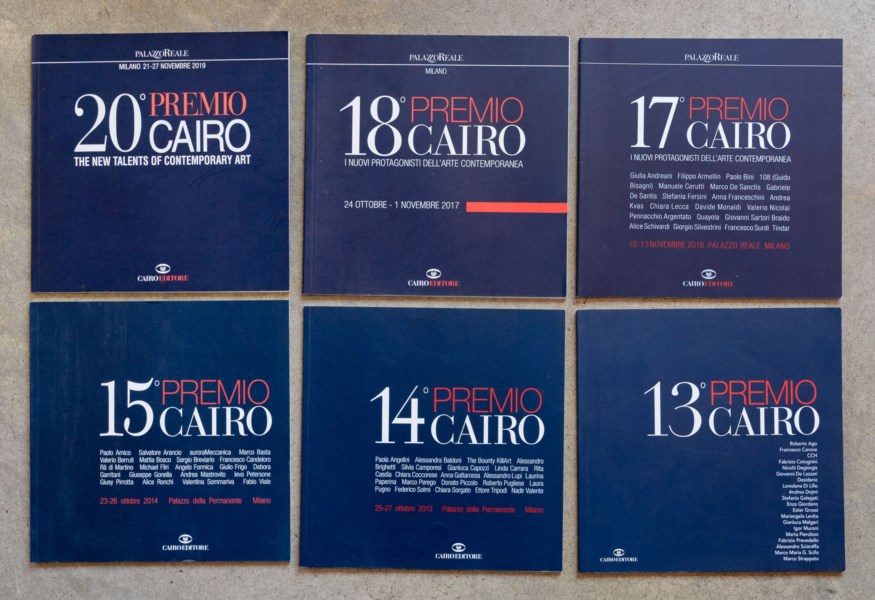 PALAZZOREALE
MILANO 21-27 NOVEMBRE 2019
20° PREMIO
CAIRO
THE NEW TALENTS OF CONTEMPORARY ART
CAIROEDITORE
PALAZZOREALE
MILANO
18° PREMIO
CAIRO
I NUOVI PROTAGONISTI DELL'ARTE CONTEMPORANEA
24 OTTOBRE - 1 NOVEMBRE 2017
CAIROEDITORE
PALAZZOREALE
17° PREMIO
CAIRO
I NUOVI PROTAGONISTI DELL'ARTE CONTEMPORANEA
Giulia Andreani Filippo Armellin Paolo Bini 108 (Guido
Bisagni) Manuele Cerutti Marco De Sanctis Gabriele
De Santis Stefania Fersini Anna Franceschini Andrea
Kvas Chiara Lecca Davide Monaldi Valerio Nicolai
Pennacchio Argentato Quayola Giovanni Sartori Braido
Alice Schivardi Giorgio Silvestrini Francesco Surdi Tindar
10-13 NOVEMBRE 2016 PALAZZO REALE MILANO
CAIROEDITORE
15° PREMIO
CAIRO
Paolo Amico Salvatore Arancio auroraMeccanica Marco Basta
Valerio Berruti Mattia Bosco Sergio Breviario Francesco Candeloro
Rä di Martino Michael Fliri Angelo Formica Giulio Frigo Debora
Garritani Giuseppe Gonella Andrea Mastrovito Ieva Petersone
Giusy Pirrotta Alice Ronchi Valentina Sommariva Fabio Viale
23-26 ottobre 2014 Palazzo della Permanente Milano
CAIROEDITORE
14° PREMIO
CAIRO
Paola Angelini Alessandra Baldoni The Bounty KillArt Alessandro
Brighetti Silvia Camporesi Gianluca Capozzi Linda Carrara Rita
Casdia Chiara Coccorese Anna Galtarossa Alessandro Lupi Laurina
Paperina Marco Perego Donato Piccolo Roberto Pugliese Laura
Pugno Federico Solmi Chiara Sorgato Ettore Tripodi Nadir Valente
25-27 ottobre 2013 Palazzo della Permanente Milano
CAIROEDITORE
13° PREMIO
CAIRO
Roberto Ago
Francesco Carone
CCH
Fabrizio Cotognini
Nicolò Degiorgis
Giovanni De Lazzari
Desiderio
Loredana Di Lillo
Andrea Dojmi
Stefania Galegati
Enzo Giordano
Ester Grossi
Mariangela Levita
Gianluca Malgeri
Igor Muroni
Marta Pierobon
Fabrizio Prevedello
Alessandro Sciaraffa
Marco Maria G. Scifo
Marco Strappato
CAIROEDITORE